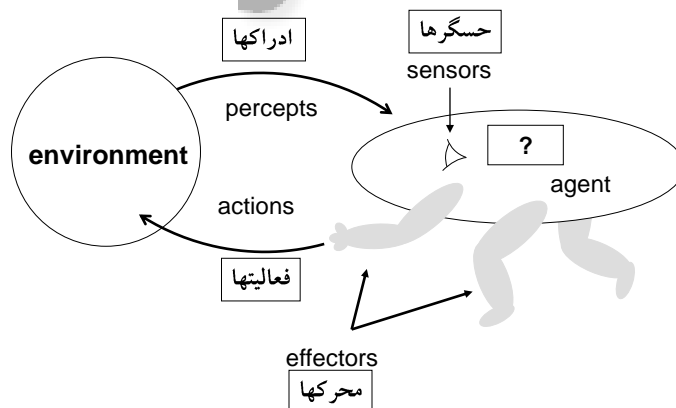 ادراکها
حسگرها
sensors
percepts
environment
?
agent
actions
فعالیتها
effectors
محرکها